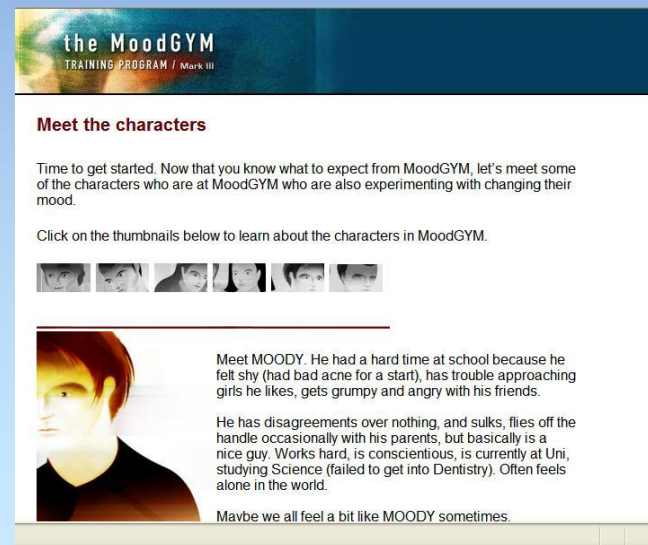 the MoodGYM
TRAINING PROGRAM / Mark III
Meet the characters
Time to get started. Now that you know what to expect from MoodGYM, let's meet some
of the characters who are at MoodGYM who are also experimenting with changing their
mood.
Click on the thumbnails below to learn about the characters in MoodGYM.
Meet MOODY. He had a hard time at school because he
felt shy (had bad acne for a start), has trouble approaching
girls he likes, gets grumpy and angry with his friends.
He has disagreements over nothing, and sulks, flies off the
handle occasionally with his parents, but basically is a
nice guy. Works hard, is conscientious, is currently at Uni,
studying Science (failed to get into Dentistry). Often feels
alone in the world.
Maybe we all feel a bit like MOODY sometimes.